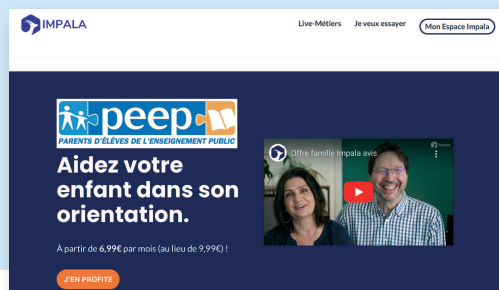 IMPALA
Live-Métiers Je veux essayer Mon Espace Impala
peep
PARENTS D'ÉLÈVES DE L'ENSEIGNEMENT PUBLIC
Aidez votre
enfant dans son
orientation.
À partir de 6,99€ par mois (au lieu de 9,99€) !
J'EN PROFITE
Offre famille Impala avis